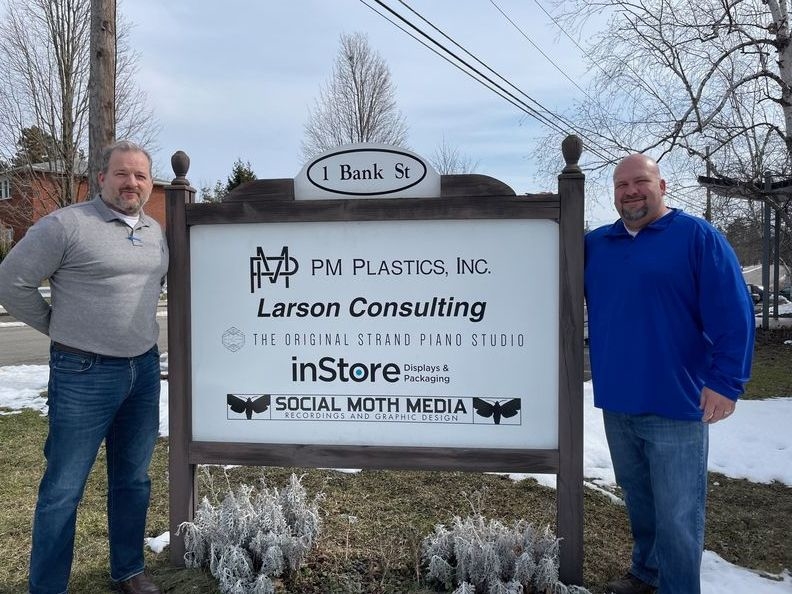 1 Bank St
PM PM PLASTICS, INC.
Larson Consulting
THE ORIGINAL STRAND PIANO STUDIO
inStore Displays &
Packaging
SOCIAL MOTH MEDIA
RECORDINGS AND GRAPHIC DESIGN